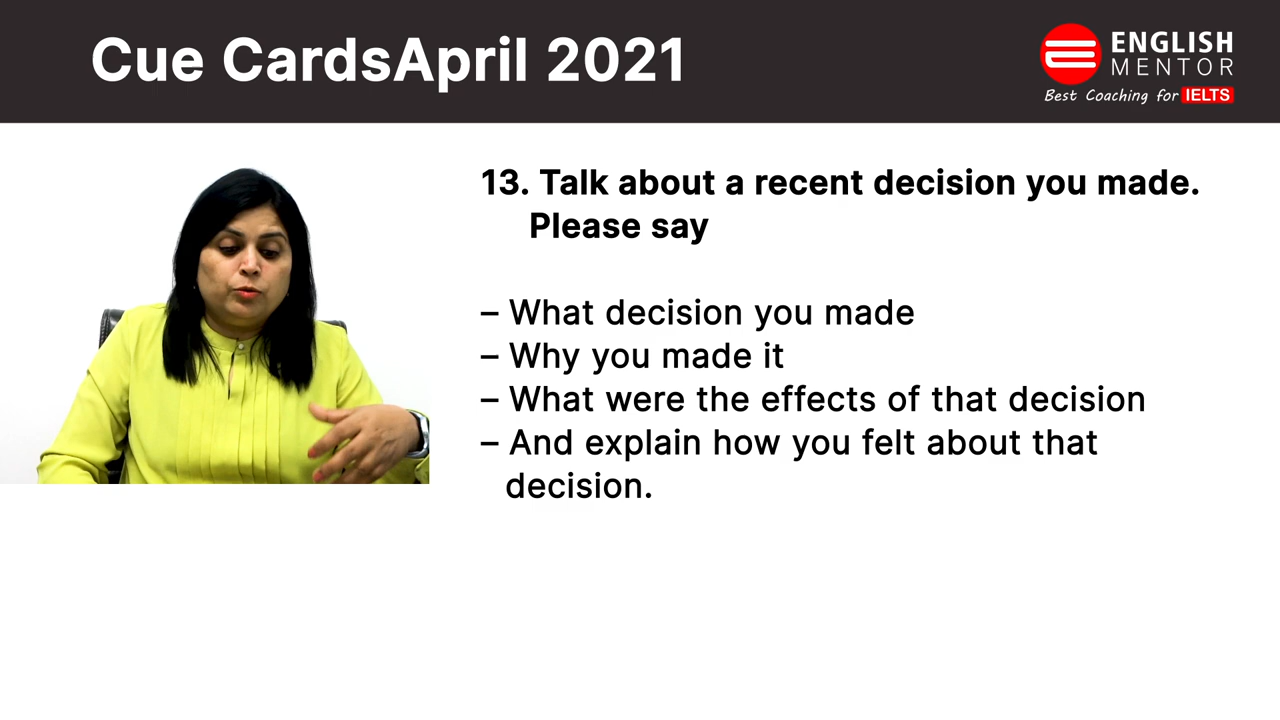 Cue CardsApril 2021
ENGLISH
MENTOR
Best Coaching for IELTS
13. Talk about a recent decision you made.
Please say
– What decision you made
– Why you made it
– What were the effects of that decision
– And explain how you felt about that
decision.